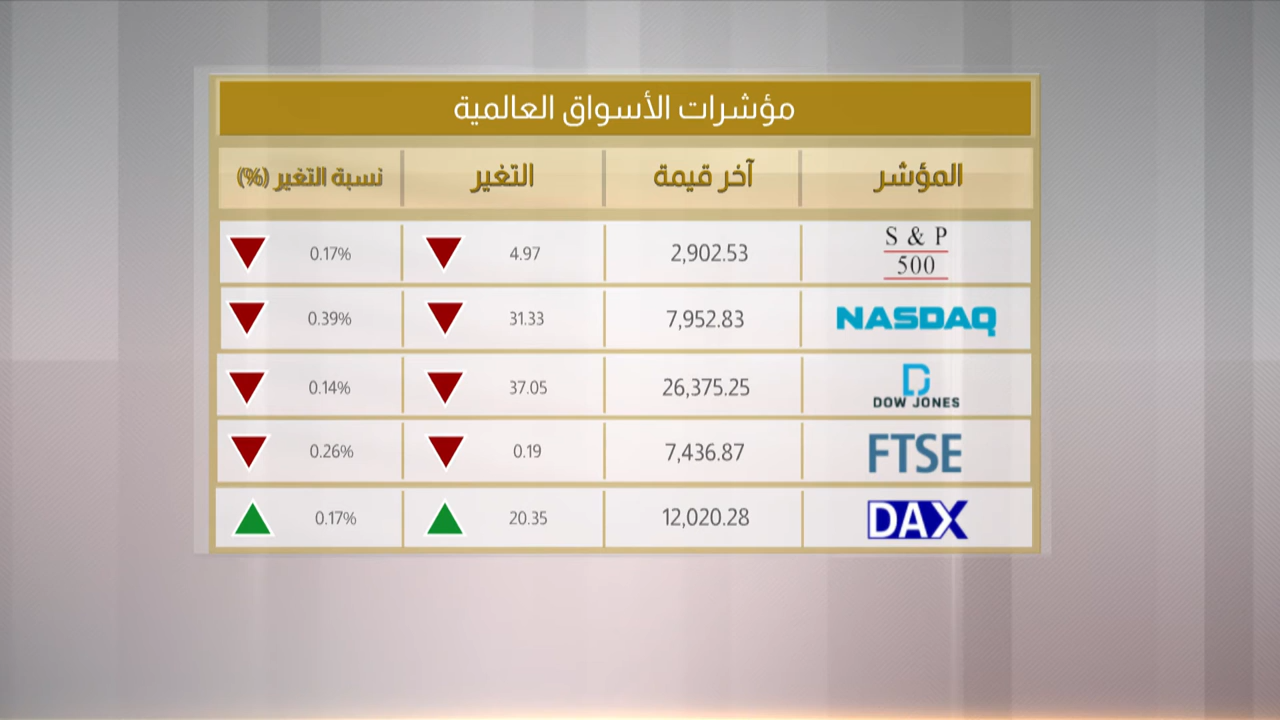 مؤشرات الأسواق العالمية
المؤشر آخر قيمة التغير نسبة التغير (%)
S & P
500 2,902.53 4.97 0.17%
NASDAQ 7,952.83 31.33 0.39%
DOW JONES 26,375.25 37.05 0.14%
FTSE 7,436.87 0.19 0.26%
DAX 12,020.28 20.35 0.17%